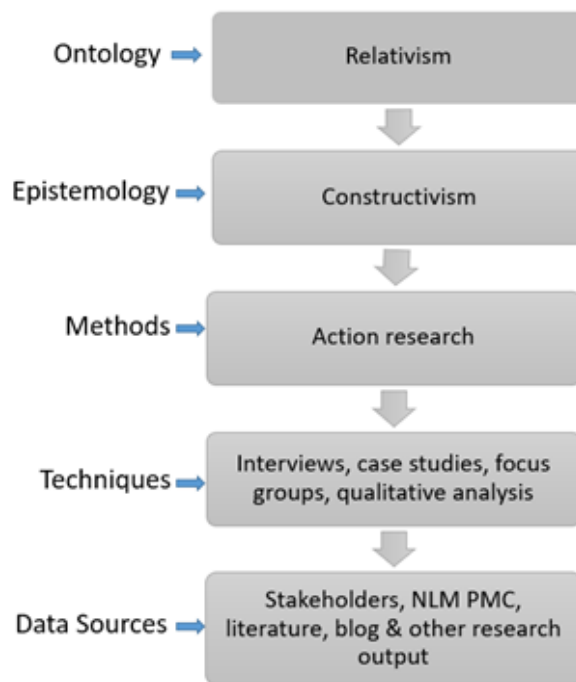 Ontology
Relativism
Epistemology
Constructivism
Methods
Action research
Techniques
Interviews, case studies, focus
groups, qualitative analysis
Data Sources
Stakeholders, NLM PMC,
literature, blog & other research
output